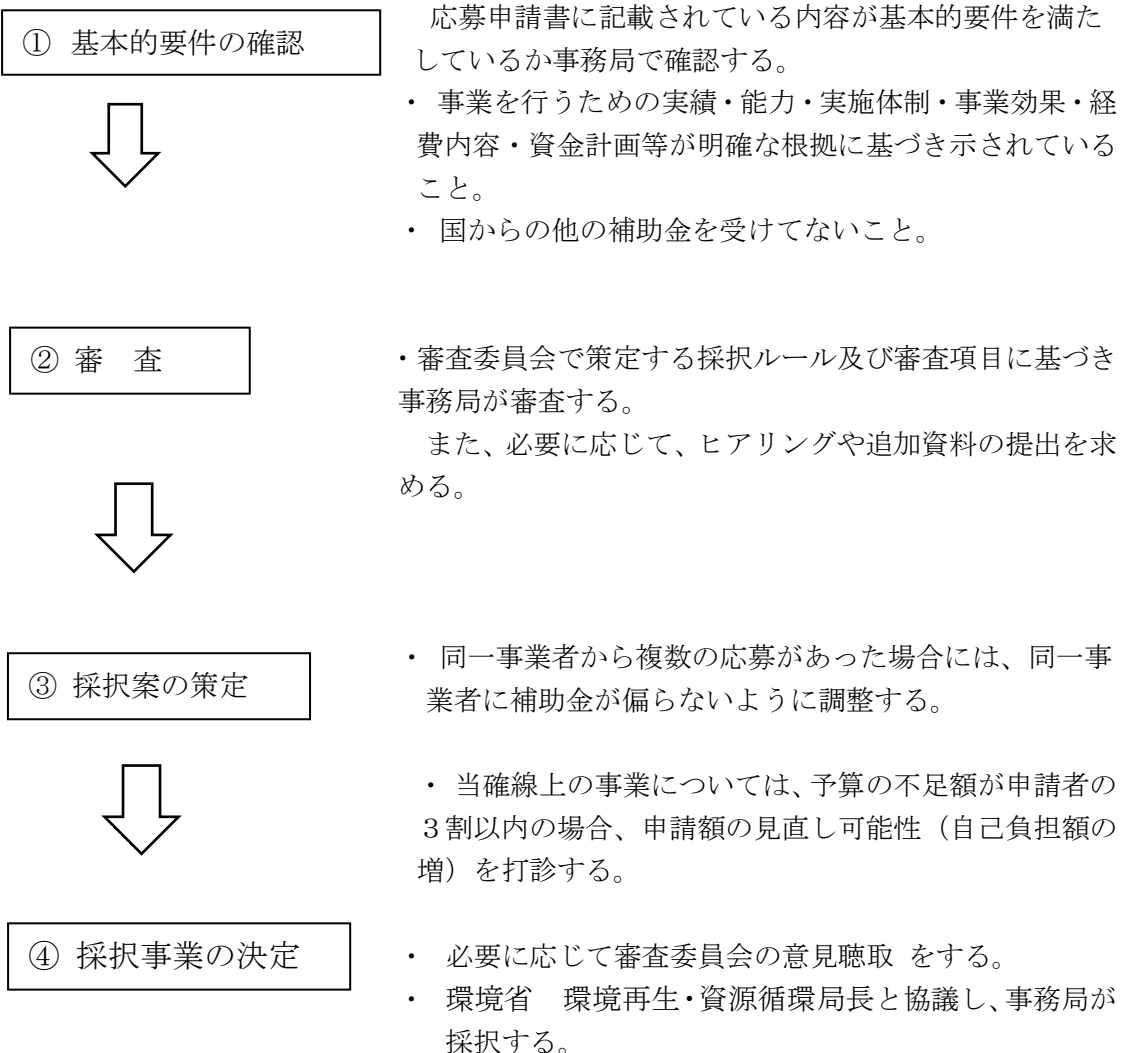 ① 基本的要件の確認
応募申請書に記載されている内容が基本的要件を満た
しているか事務局で確認する。
・ 事業を行うための実績・能力・実施体制・事業効果・経
費内容・資金計画等が明確な根拠に基づき示されている
こと。
・ 国からの他の補助金を受けてないこと。
② 審　査
・審査委員会で策定する採択ルール及び審査項目に基づき
事務局が審査する。
また、必要に応じて、ヒアリングや追加資料の提出を求
める。
③ 採択案の策定
・ 同一事業者から複数の応募があった場合には、同一事
業者に補助金が偏らないように調整する。
・ 当確線上の事業については、予算の不足額が申請者の
３割以内の場合、申請額の見直し可能性（自己負担額の
増）を打診する。
④ 採択事業の決定
・ 必要に応じて審査委員会の意見聴取 をする。
・ 環境省　環境再生・資源循環局長と協議し、事務局が
採択する。